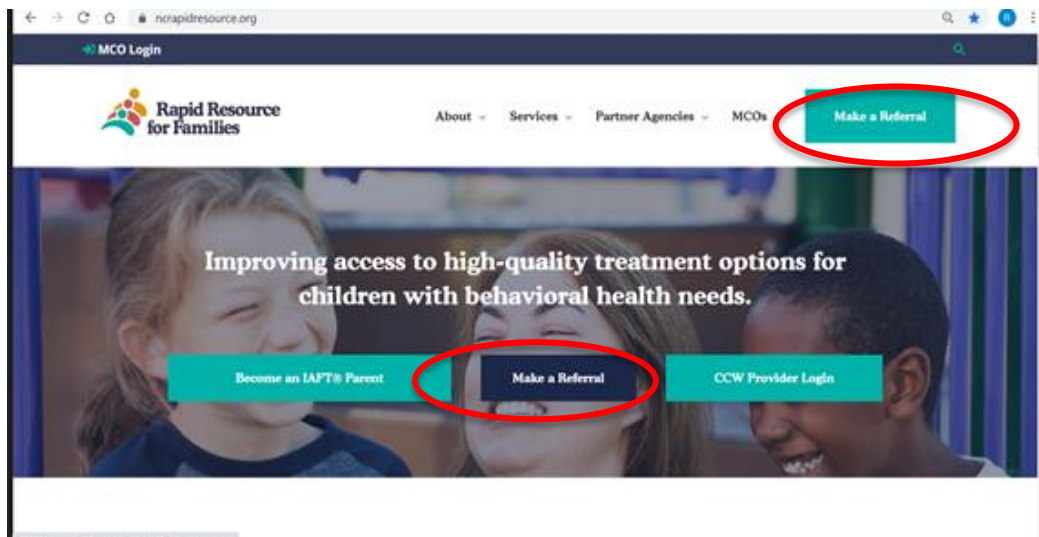 ncrapidresource.org
MCO Login
Rapid Resource
for Families
About
Services
Partner Agencies
MCOs
Make a Referral
Improving access to high-quality treatment options for
children with behavioral health needs.
Become an IAFT® Parent
Make a Referral
CCW Provider Login